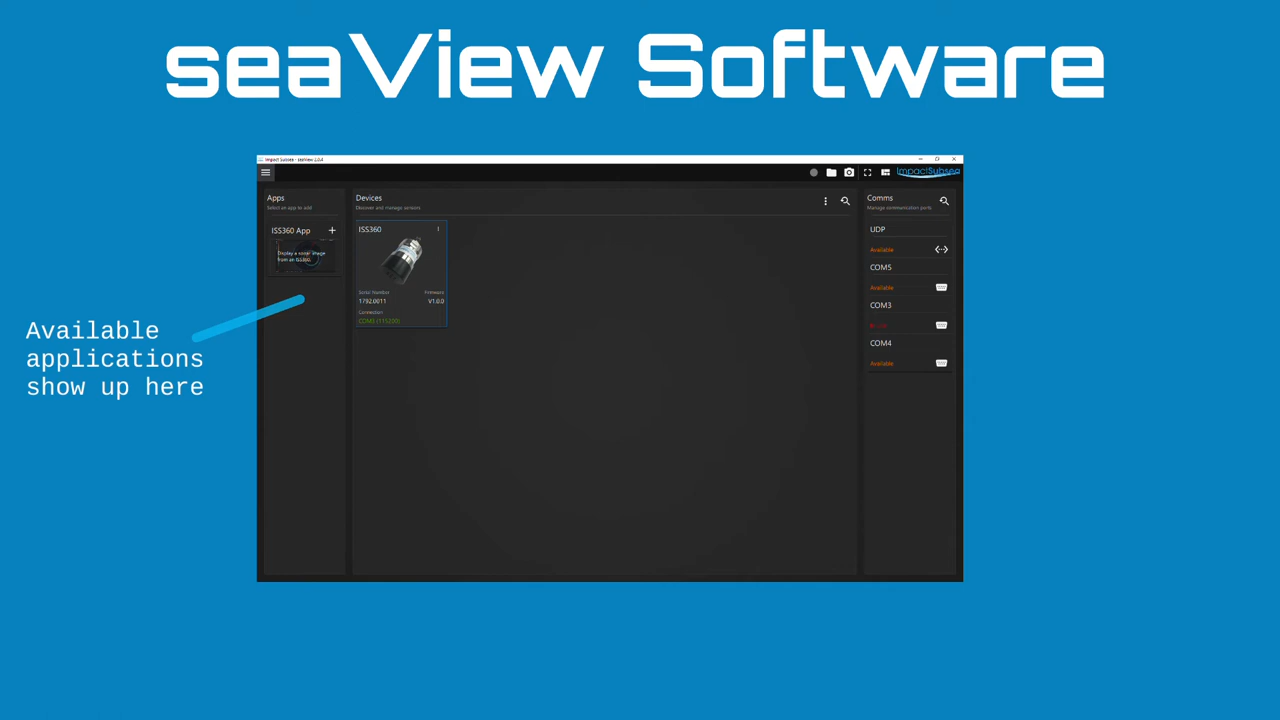 seaView Software
Impact Subsea - seaView 2.0.4
ImpactSubsea
Apps
Select an app to add
ISS360 App
Display a sonar image
from an ISS360.
Devices
Discover and manage sensors
ISS360
Serial Number Firmware
1792.0011 V1.0.0
Connection
COM3 (115200)
Comms
Manage communication ports
UDP
Available
COM5
Available
COM3
COM4
Available
Available
applications
show up here